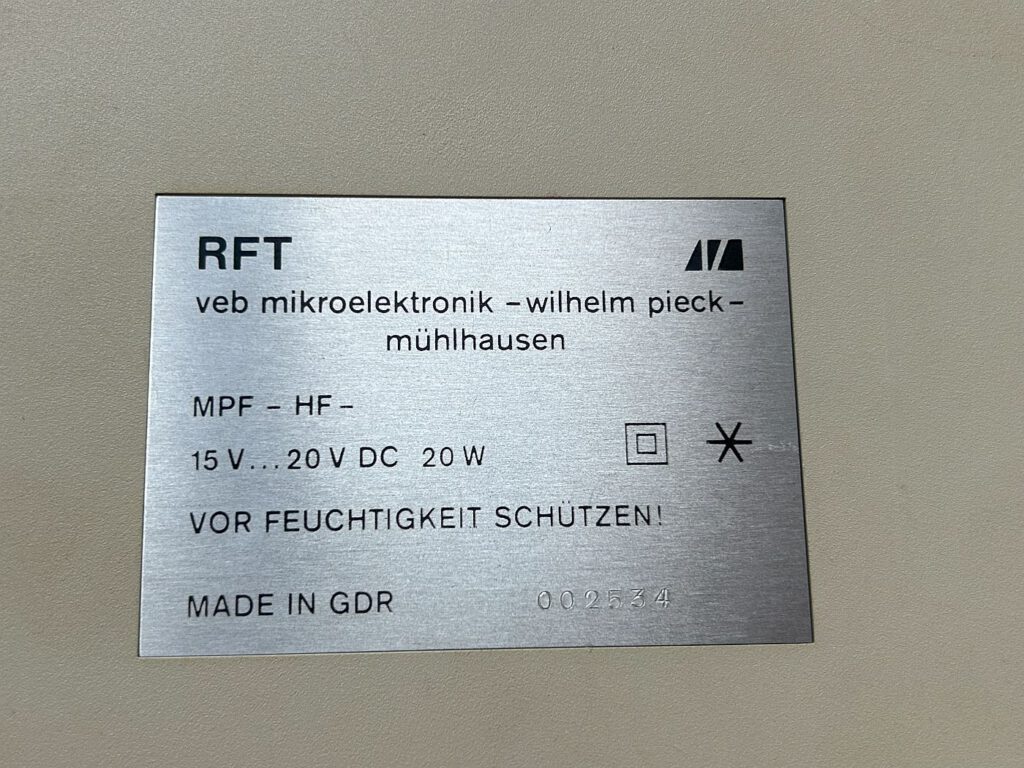 RFT
veb mikroelektronik – wilhelm pieck –
mühlhausen
MPF – HF –
15 V... 20 V DC 20 W
VOR FEUCHTIGKEIT SCHÜTZEN!
MADE IN GDR 002534